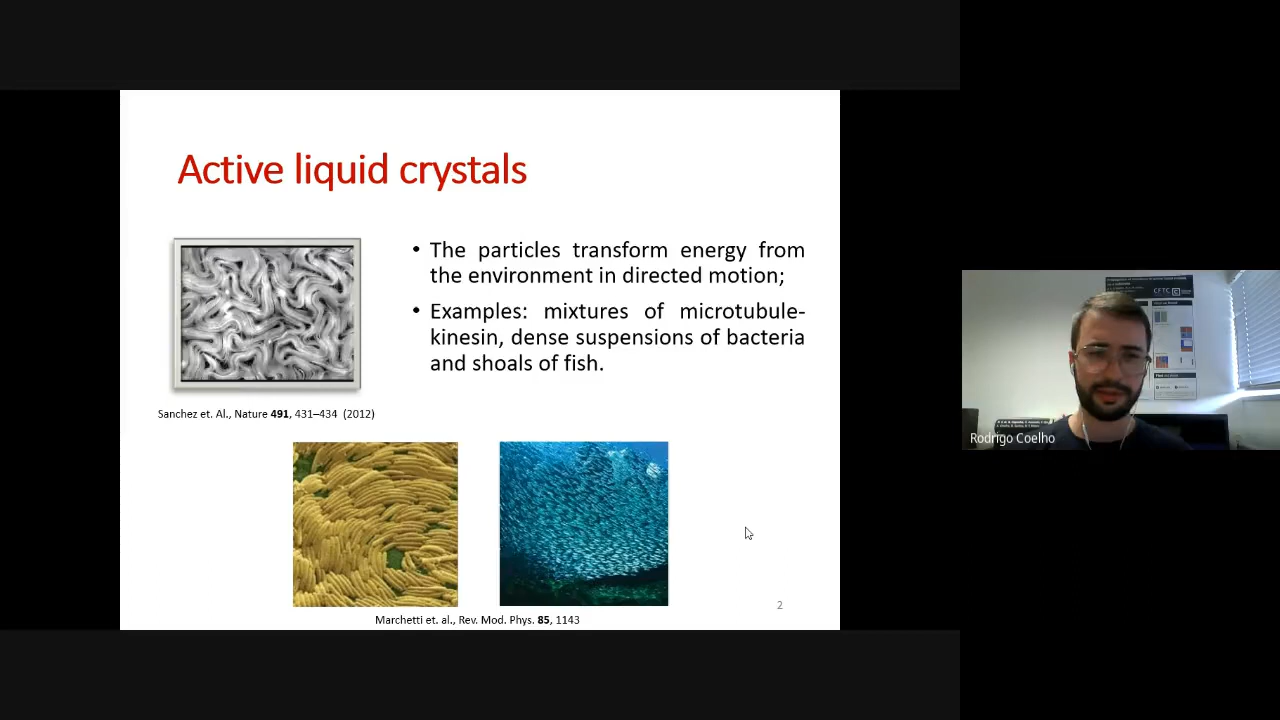 Active liquid crystals
• The particles transform energy from
the environment in directed motion;
• Examples: mixtures of microtubule-
kinesin, dense suspensions of bacteria
and shoals of fish.
Sanchez et. Al., Nature 491, 431–434 (2012)
Marchetti et. al., Rev. Mod. Phys. 85, 1143
2
CFTC
Rodrigo Coelho